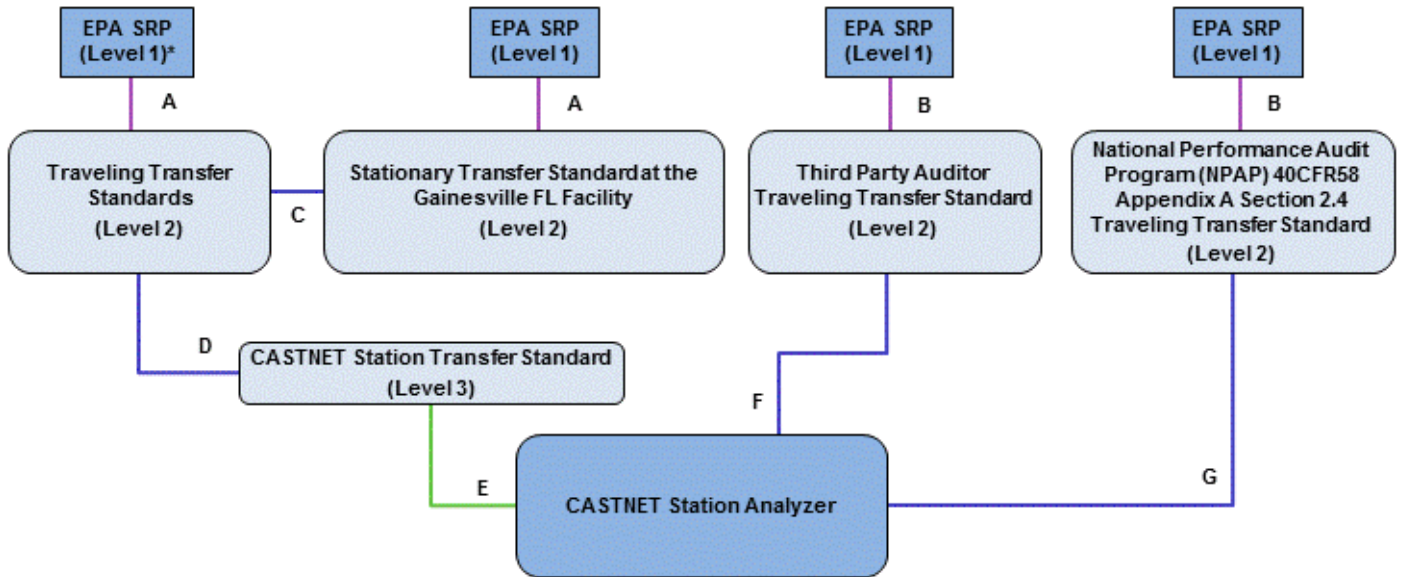 EPA SRP
(Level 1)*
EPA SRP
(Level 1)
EPA SRP
(Level 1)
EPA SRP
(Level 1)
A
A
B
B
Traveling Transfer
Standards
(Level 2)
C
Stationary Transfer Standard at the
Gainesville FL Facility
(Level 2)
Third Party Auditor
Traveling Transfer Standard
(Level 2)
National Performance Audit
Program (NPAP) 40CFR58
Appendix A Section 2.4
Traveling Transfer Standard
(Level 2)
D
CASTNET Station Transfer Standard
(Level 3)
F
E
G
CASTNET Station Analyzer